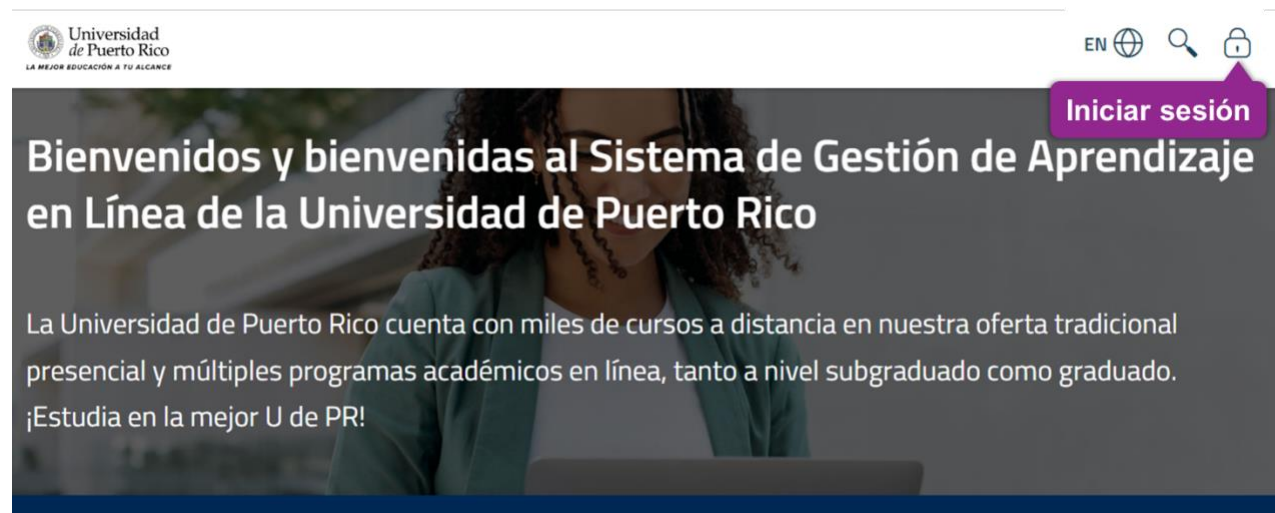 Universidad
de Puerto Rico
LA MEJOR EDUCACIÓN A TU ALCANCE
EN
Iniciar sesión
Bienvenidos y bienvenidas al Sistema de Gestión de Aprendizaje
en Línea de la Universidad de Puerto Rico
La Universidad de Puerto Rico cuenta con miles de cursos a distancia en nuestra oferta tradicional
presencial y múltiples programas académicos en línea, tanto a nivel subgraduado como graduado.
¡Estudia en la mejor U de PR!